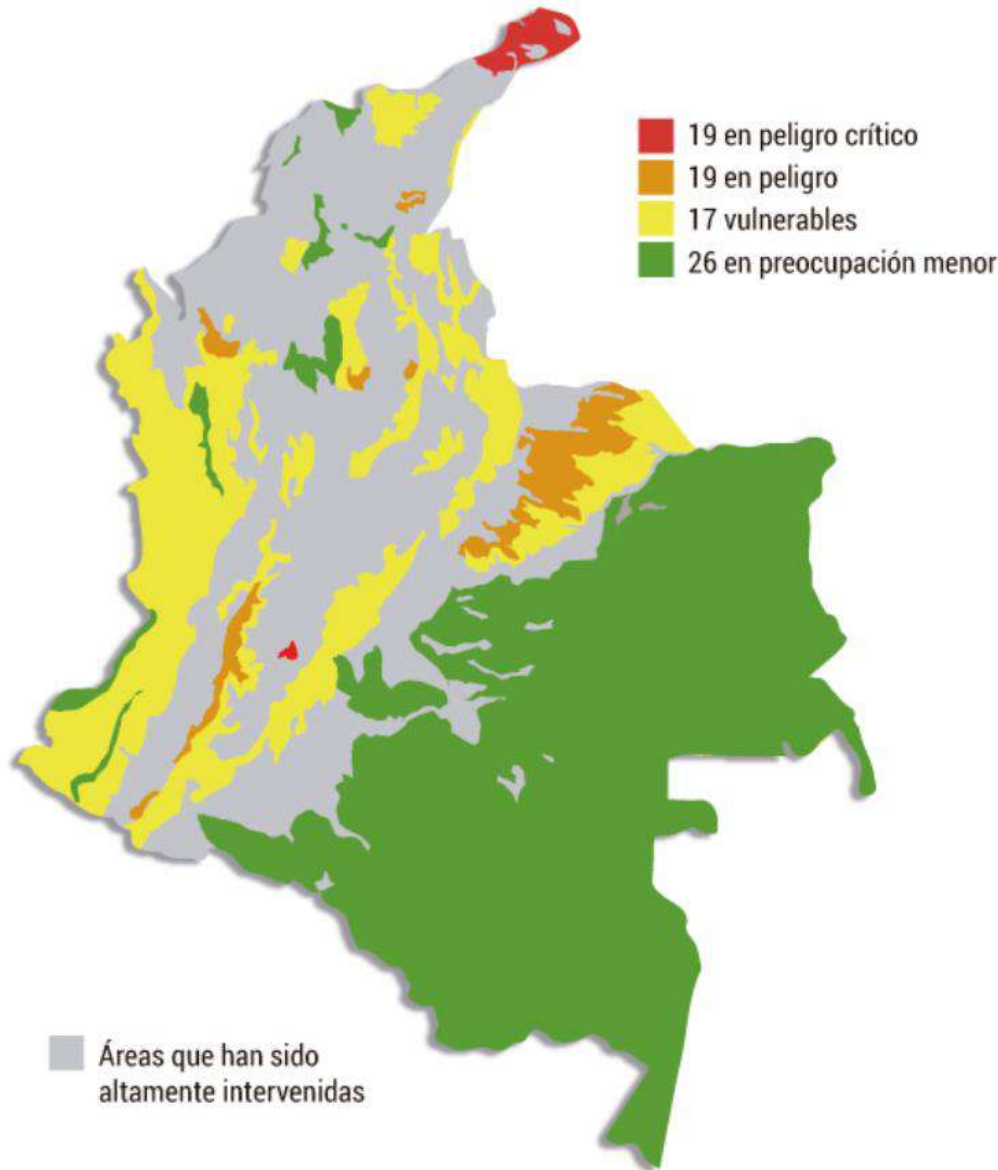 19 en peligro crítico
19 en peligro
17 vulnerables
26 en preocupación menor
Áreas que han sido
altamente intervenidas